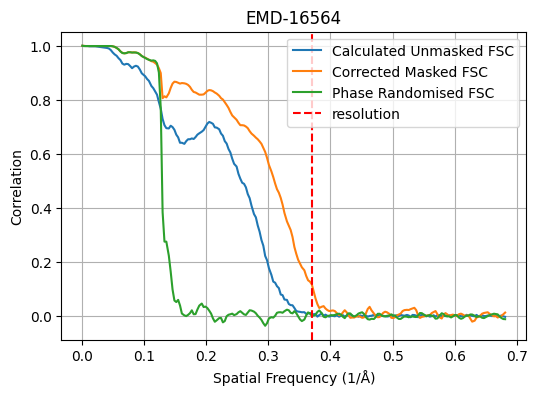 EMD-16564
Calculated Unmasked FSC
Corrected Masked FSC
Phase Randomised FSC
resolution
Correlation
1.0
0.8
0.6
0.4
0.2
0.0
0.0 0.1 0.2 0.3 0.4 0.5 0.6 0.7
Spatial Frequency (1/Å)